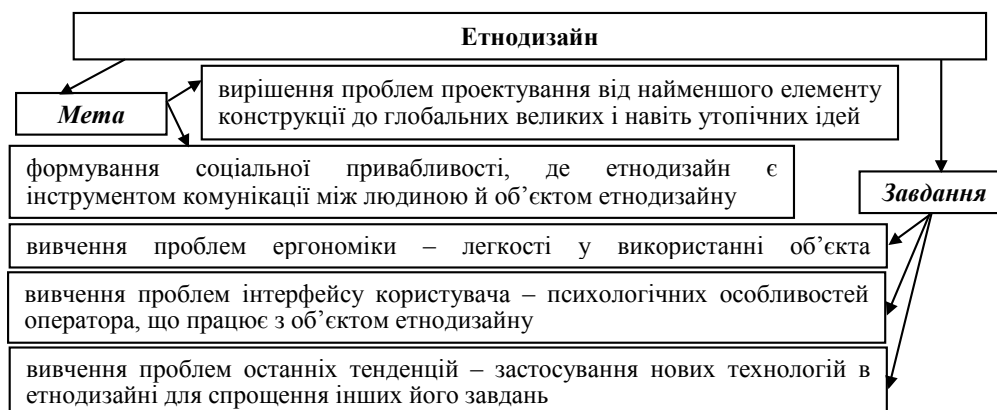 Етнодизайн
Мета
вирішення проблем проектування від найменшого елементу
конструкції до глобальних великих і навіть утопічних ідей
формування соціальної привабливості, де етнодизайн є
інструментом комунікації між людиною й об’єктом етнодизайну
Завдання
вивчення проблем ергономіки – легкості у використанні об’єкта
вивчення проблем інтерфейсу користувача – психологічних особливостей
оператора, що працює з об’єктом етнодизайну
вивчення проблем останніх тенденцій – застосування нових технологій в
етнодизайні для спрощення інших його завдань